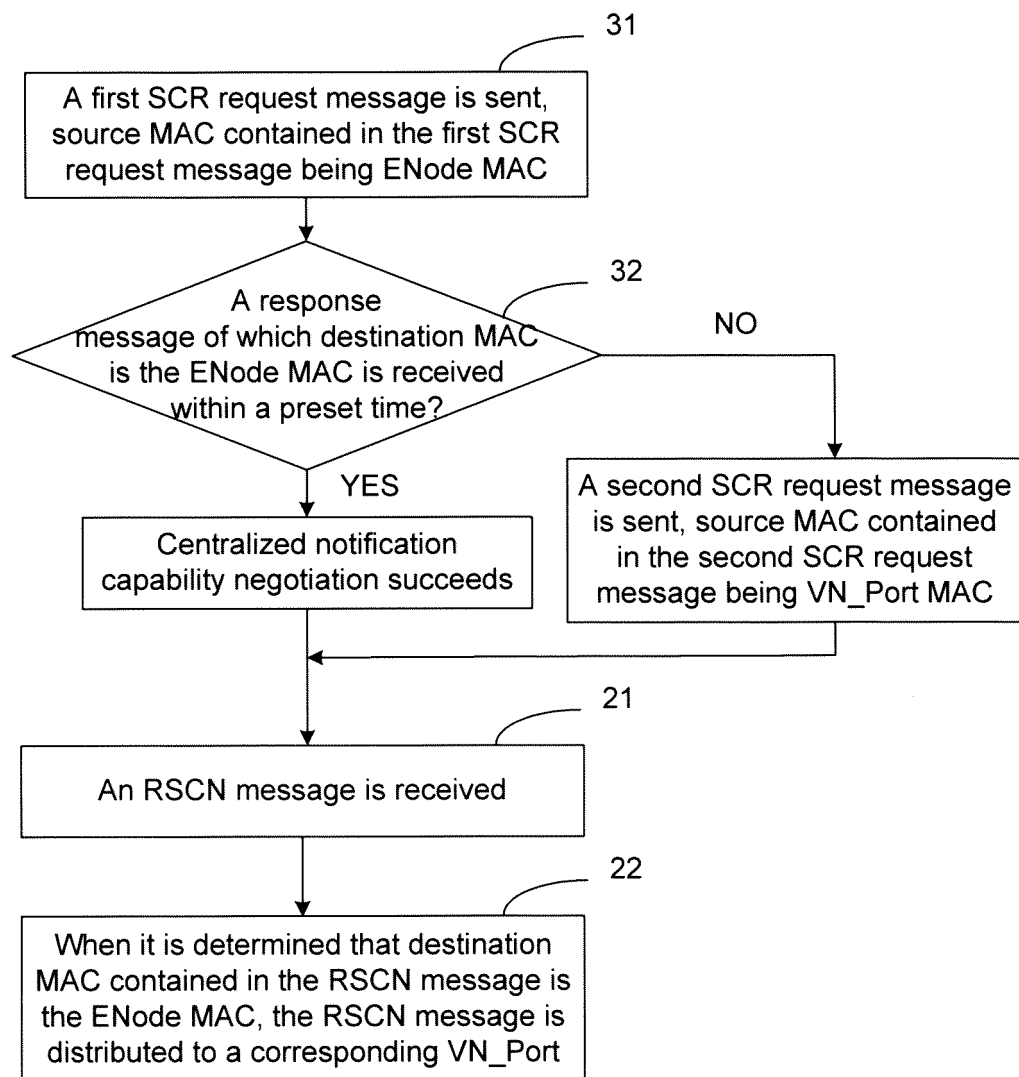 31
A first SCR request message is sent,
source MAC contained in the first SCR
request message being ENode MAC
32
A response
message of which destination MAC
is the ENode MAC is received
within a preset time?
NO
YES
A second SCR request message
is sent, source MAC contained
in the second SCR request
message being VN_Port MAC
Centralized notification
capability negotiation succeeds
21
An RSCN message is received
22
When it is determined that destination
MAC contained in the RSCN message is
the ENode MAC, the RSCN message is
distributed to a corresponding VN_Port